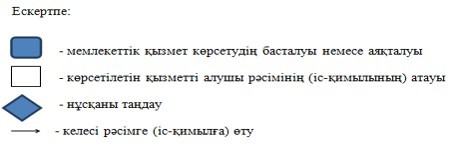 Ескертпе:
- мемлекеттік қызмет көрсетудің басталуы немесе аяқталуы
- көрсетілетін қызметті алушы рәсімінің (іс-қимылының) атауы
- нұсқаны таңдау
- келесі рәсімге (іс-қимылға) өту